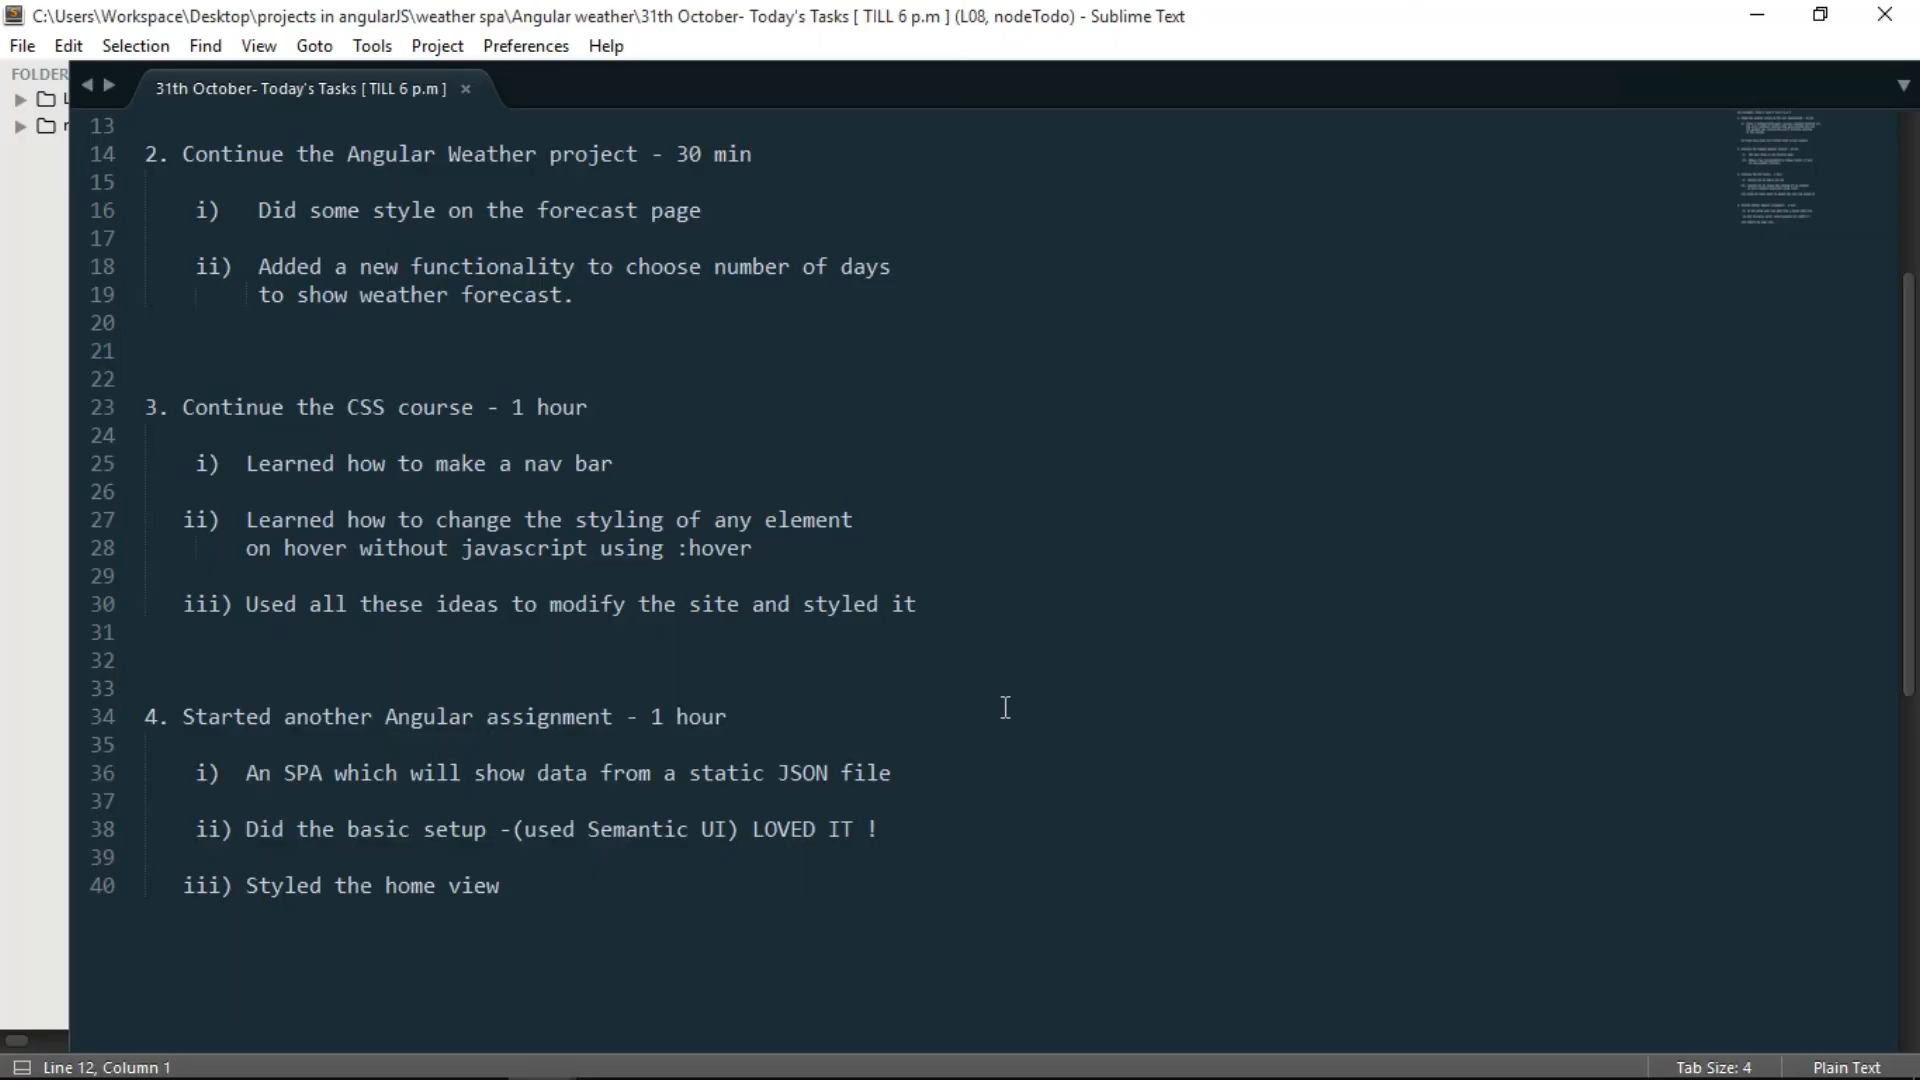 C:\Users\Workspace\Desktop\projects in angularJS\weather spa\Angular weather\31th October- Today's Tasks [ TILL 6 p.m ] (L08, nodeTodo) - Sublime Text
File Edit Selection Find View Goto Tools Project Preferences Help
FOLDER
31th October- Today's Tasks [ TILL 6 p.m ] ×
13
14 2. Continue the Angular Weather project - 30 min
15
16 i) Did some style on the forecast page
17
18 ii) Added a new functionality to choose number of days
19 to show weather forecast.
20
21
22
23 3. Continue the CSS course - 1 hour
24
25 i) Learned how to make a nav bar
26
27 ii) Learned how to change the styling of any element
28 on hover without javascript using :hover
29
30 iii) Used all these ideas to modify the site and styled it
31
32
33
34 4. Started another Angular assignment - 1 hour
35
36 i) An SPA which will show data from a static JSON file
37
38 ii) Did the basic setup -(used Semantic UI) LOVED IT !
39
40 iii) Styled the home view
Line 12, Column 1 Tab Size: 4 Plain Text